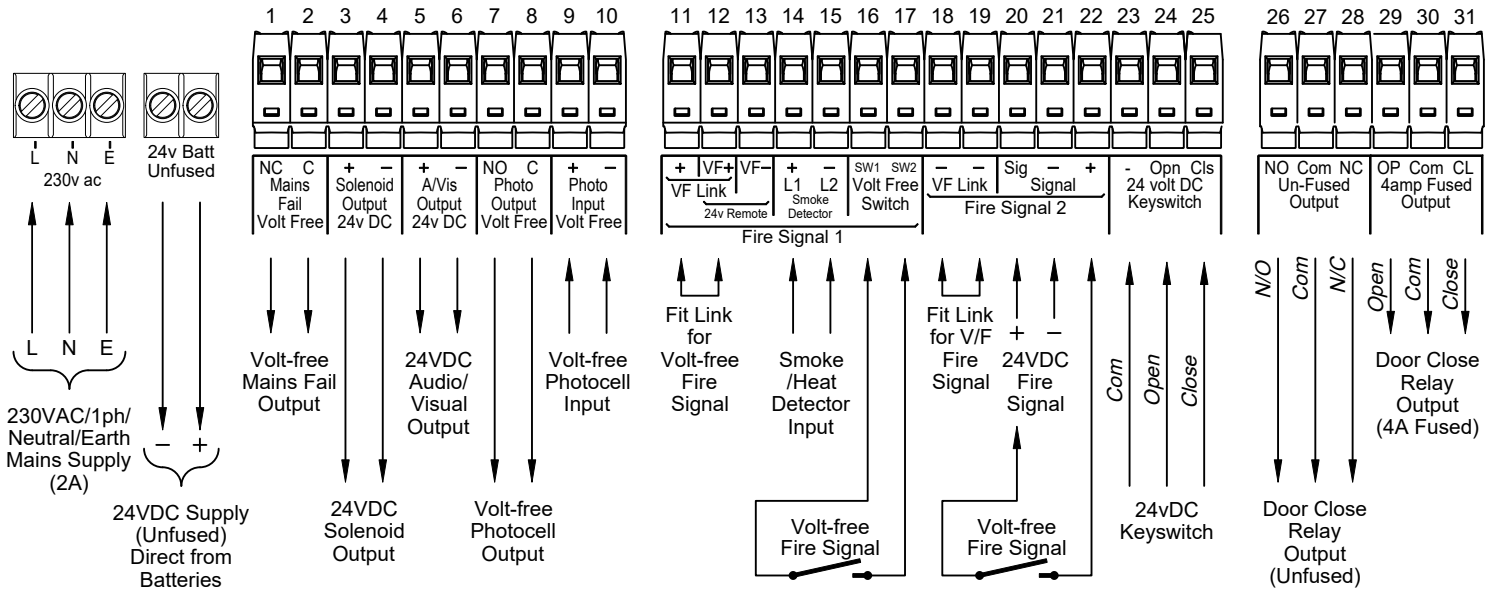 1 2 3 4 5 6 7 8 9 10 11 12 13 14 15 16 17 18 19 20 21 22 23 24 25 26 27 28 29 30 31
L N E
230v ac
24v Batt
Unfused
NC C
Mains
Fail
Volt Free
+ −
Solenoid
Output
24v DC
+ −
A/Vis
Output
24v DC
NO C
Photo
Output
Volt Free
+ −
Photo
Input
Volt Free
+ VF+ VF−
VF Link
24v Remote
+ −
L1 L2
Smoke
Detector
SW1 SW2
Volt Free
Switch
Fire Signal 1
− −
VF Link
Sig − +
Signal
Fire Signal 2
- Opn Cls
24 volt DC
Keyswitch
NO Com NC
Un-Fused
Output
OP Com CL
4amp Fused
Output
L N E
230VAC/1ph/
Neutral/Earth
Mains Supply
(2A)
− +
24VDC Supply
(Unfused)
Direct from
Batteries
Volt-free
Mains Fail
Output
24VDC
Solenoid
Output
24VDC
Audio/
Visual
Output
Volt-free
Photocell
Output
Volt-free
Photocell
Input
Fit Link
for
Volt-free
Fire
Signal
Smoke
/Heat
Detector
Input
Volt-free
Fire Signal
Fit Link
for V/F
Fire
Signal
+ −
24VDC
Fire
Signal
Volt-free
Fire Signal
Com
Open
Close
24vDC
Keyswitch
N/O
Com
N/C
Door Close
Relay
Output
(Unfused)
Open
Com
Close
Door Close
Relay
Output
(4A Fused)